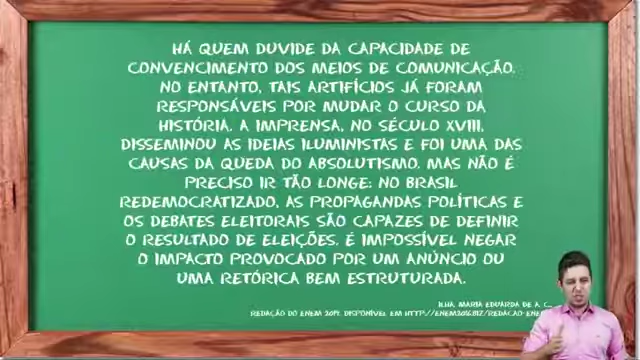 HÁ QUEM DUVIDE DA CAPACIDADE DE
CONVENCIMENTO DOS MEIOS DE COMUNICAÇÃO.
NO ENTANTO, TAIS ARTIFÍCIOS JÁ FORAM
RESPONSÁVEIS POR MUDAR O CURSO DA
HISTÓRIA. A IMPRENSA, NO SÉCULO XVIII,
DISSEMINOU AS IDEIAS ILUMINISTAS E FOI UMA DAS
CAUSAS DA QUEDA DO ABSOLUTISMO. MAS NÃO É
PRECISO IR TÃO LONGE: NO BRASIL
REDEMOCRATIZADO, AS PROPAGANDAS POLÍTICAS E
OS DEBATES ELEITORAIS SÃO CAPAZES DE DEFINIR
O RESULTADO DE ELEIÇÕES. É IMPOSSÍVEL NEGAR
O IMPACTO PROVOCADO POR UM ANÚNCIO OU
UMA RETÓRICA BEM ESTRUTURADA.
ILHA, MARIA EDUARDA DE A. C.
REDAÇÃO DO ENEM DISPONÍVEL EM